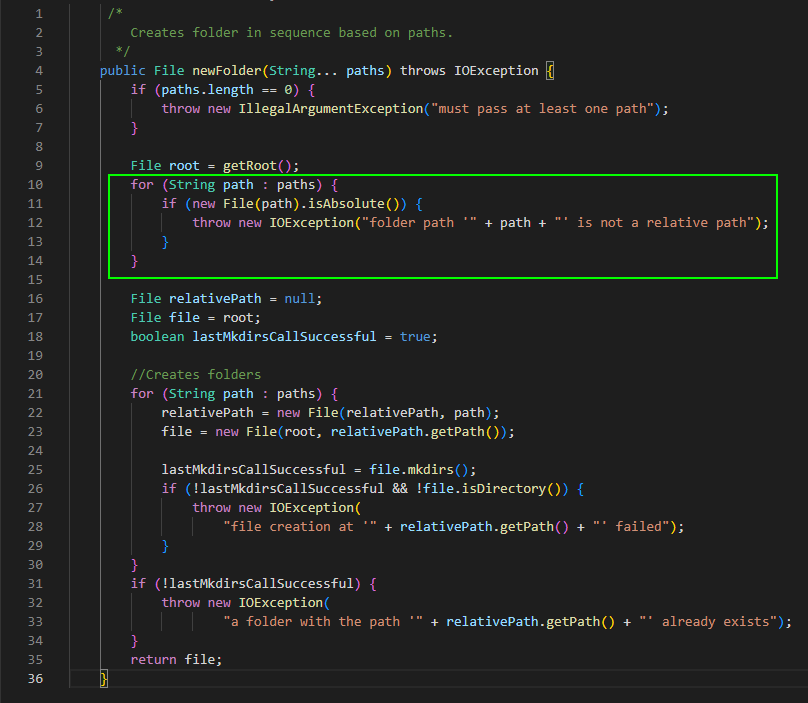 1 /*
2 Creates folder in sequence based on paths.
3 */
4 public File newFolder(String... paths) throws IOException {
5 if (paths.length == 0) {
6 throw new IllegalArgumentException("must pass at least one path");
7 }
8
9 File root = getRoot();
10 for (String path : paths) {
11 if (new File(path).isAbsolute()) {
12 throw new IOException("folder path '" + path + "' is not a relative path");
13 }
14 }
15
16 File relativePath = null;
17 File file = root;
18 boolean lastMkdirsCallSuccessful = true;
19
20 //Creates folders
21 for (String path : paths) {
22 relativePath = new File(relativePath, path);
23 file = new File(root, relativePath.getPath());
24
25 lastMkdirsCallSuccessful = file.mkdirs();
26 if (!lastMkdirsCallSuccessful && !file.isDirectory()) {
27 throw new IOException(
28 "file creation at '" + relativePath.getPath() + "' failed");
29 }
30 }
31 if (!lastMkdirsCallSuccessful) {
32 throw new IOException(
33 "a folder with the path '" + relativePath.getPath() + "' already exists");
34 }
35 return file;
36 }